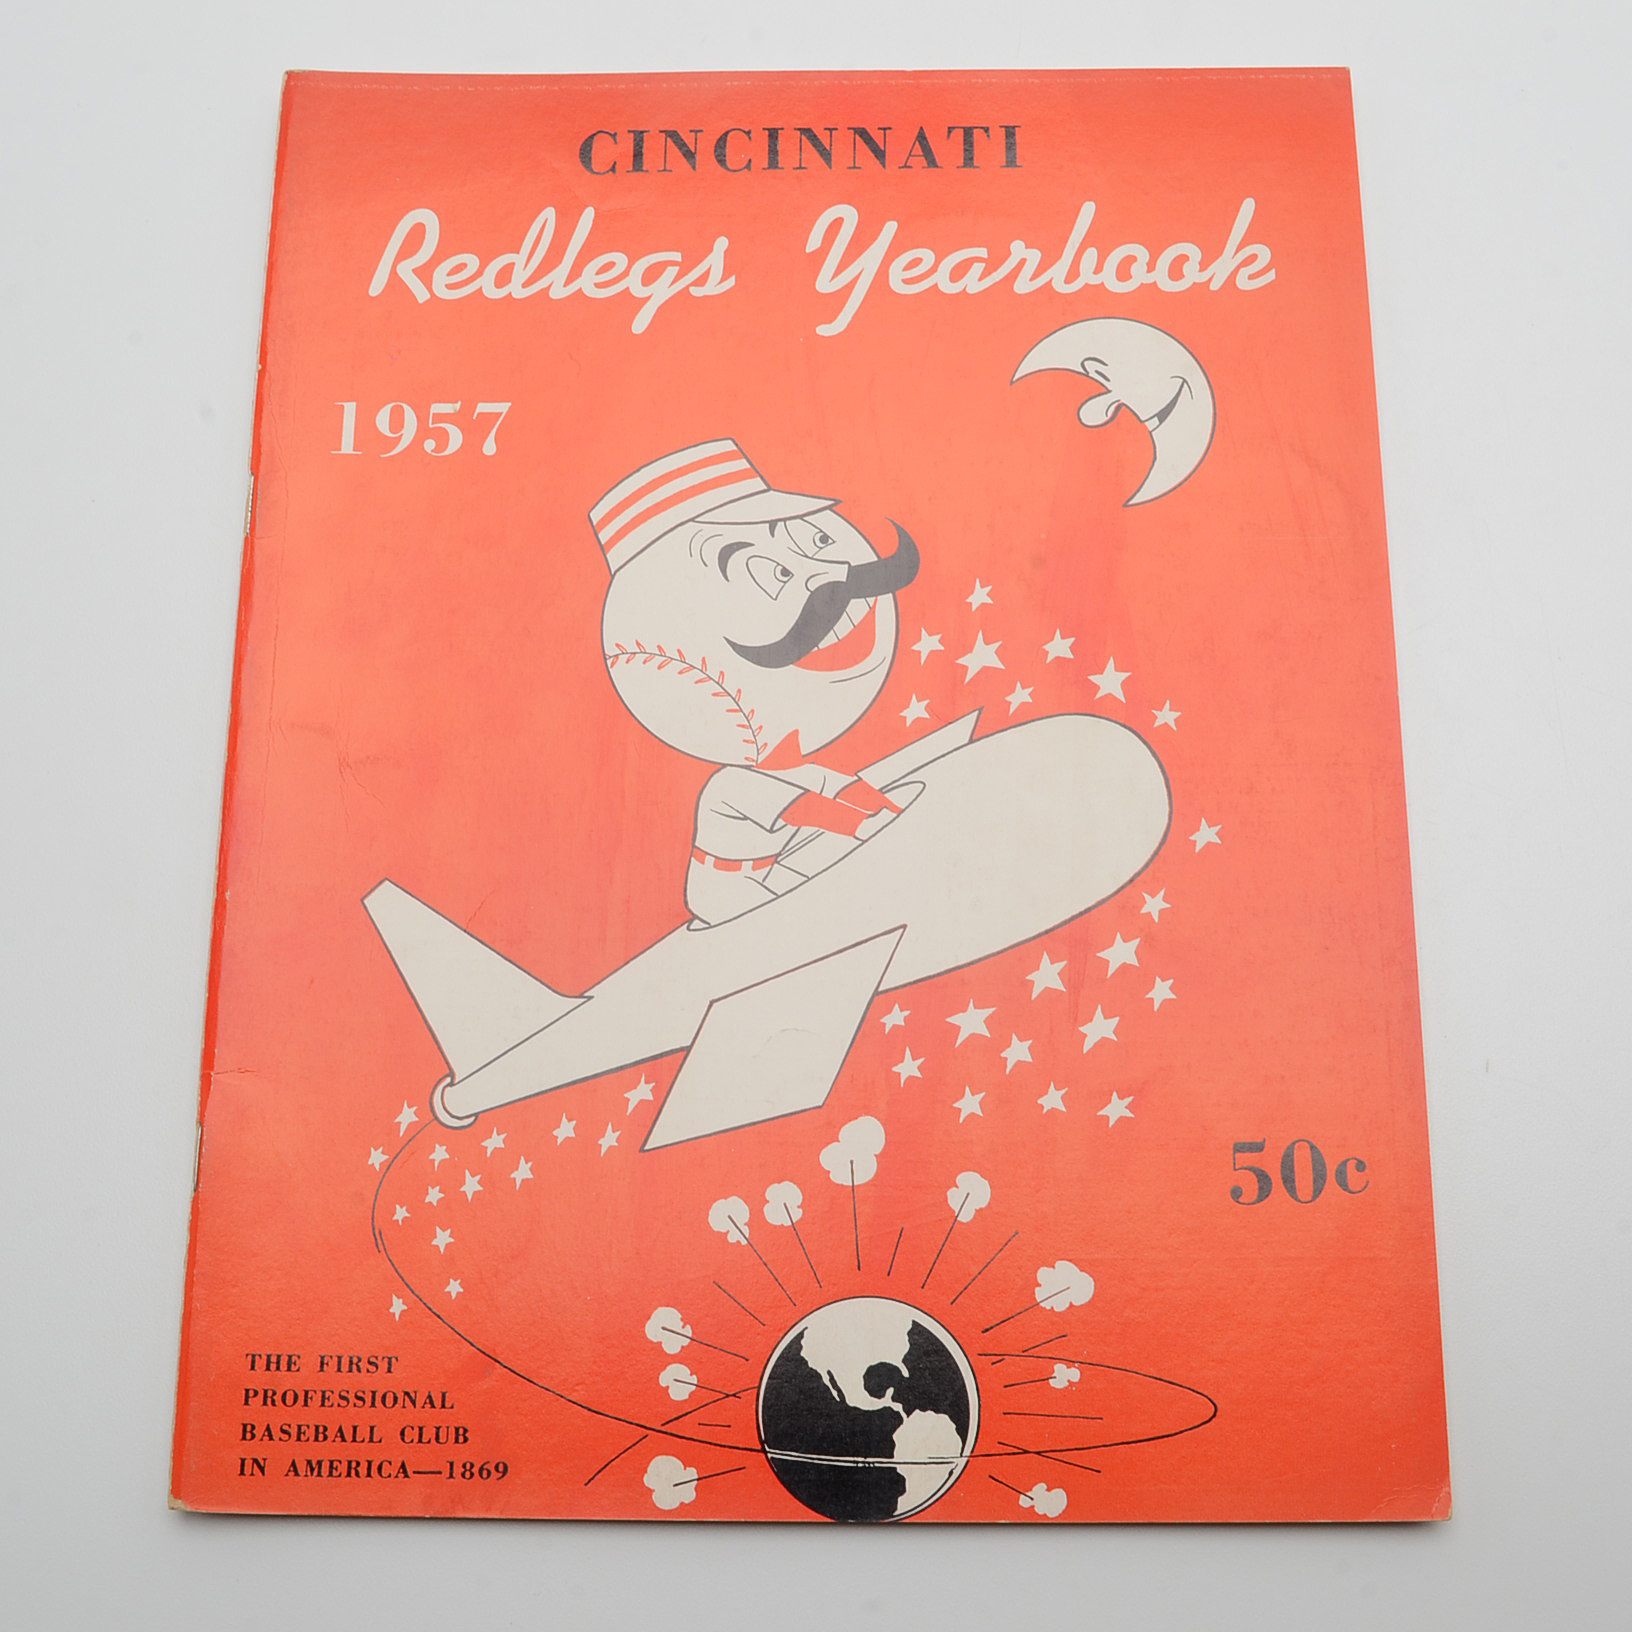 CINCINNATI
Redlegs Yearbook
1957
50c
THE FIRST
PROFESSIONAL
BASEBALL CLUB
IN AMERICA—1869